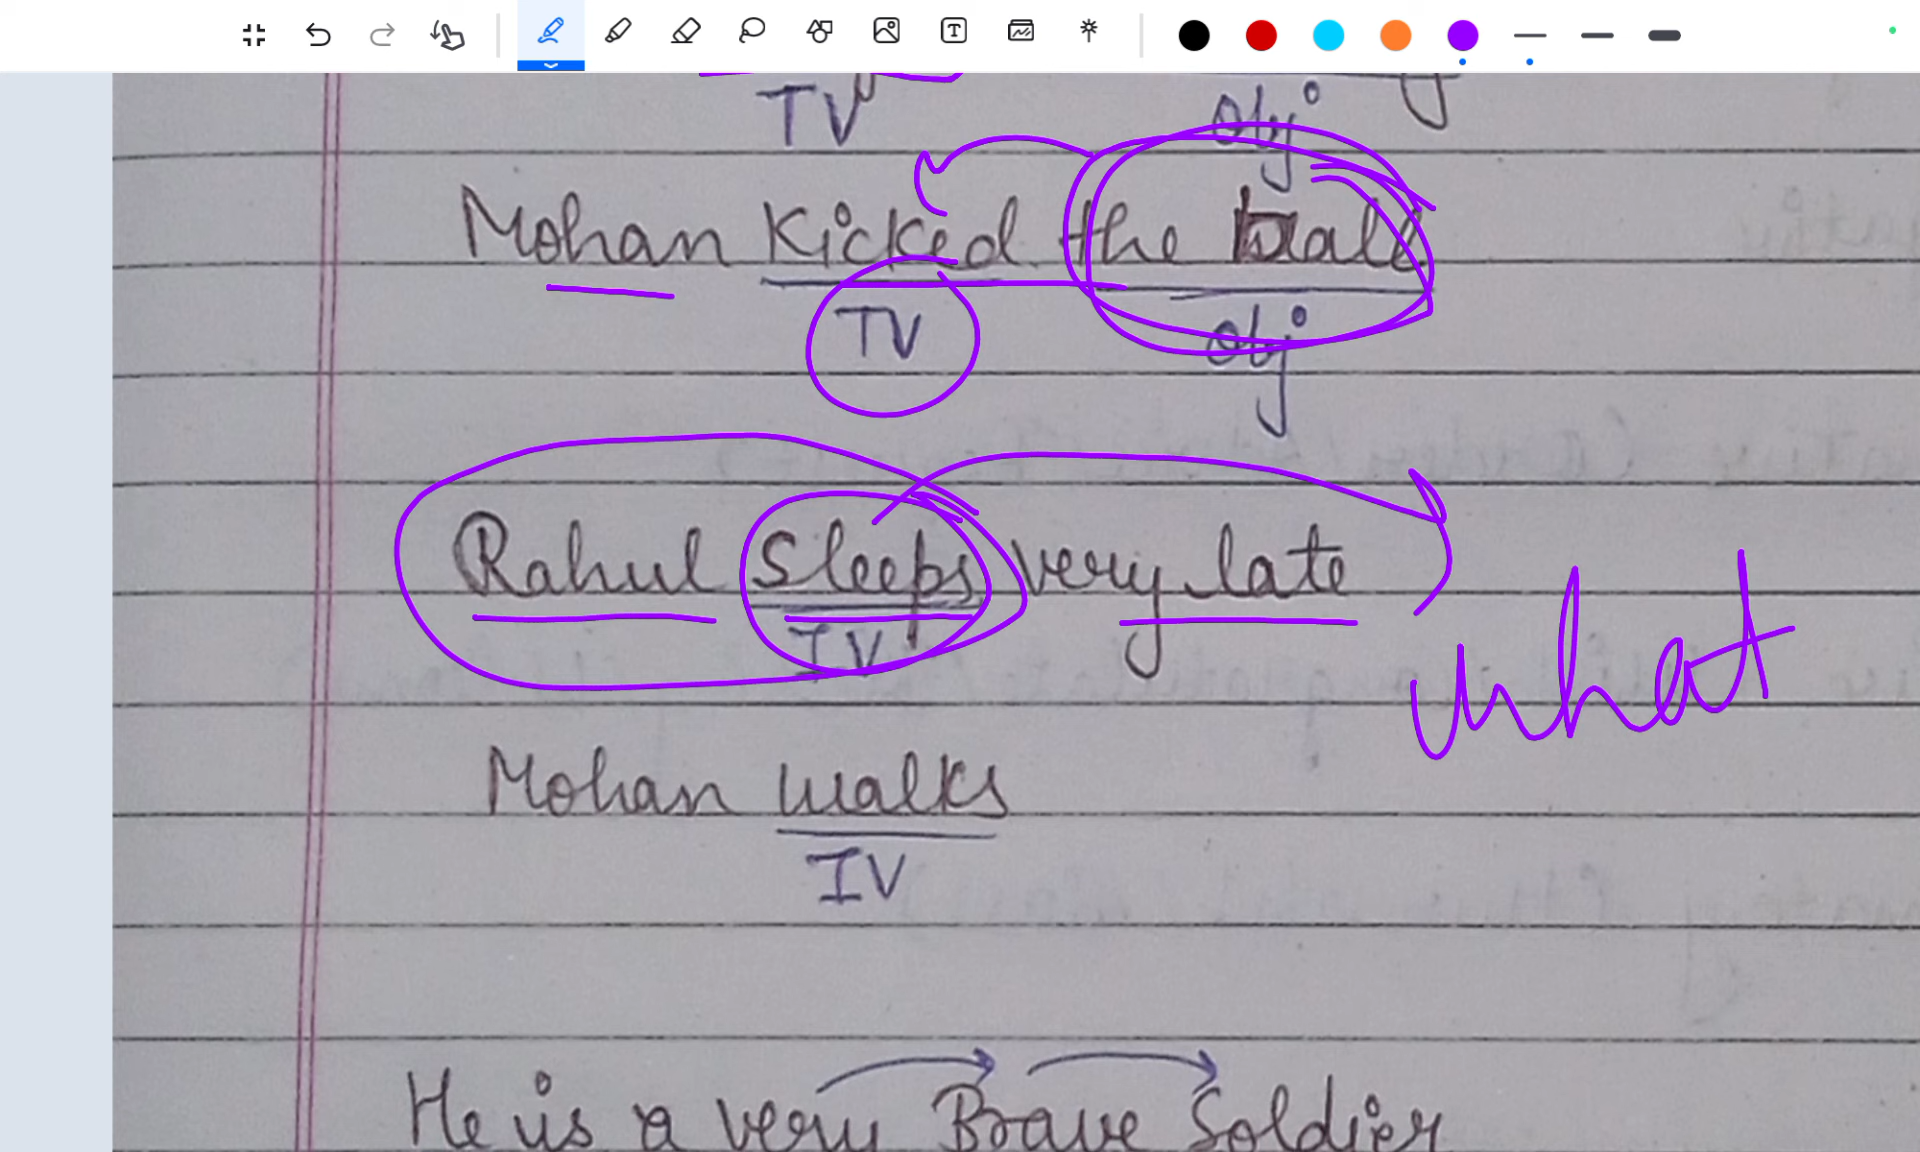 TV obj
Mohan Kicked the ball
TV obj
Rahul Sleeps very late
IV what
Mohan walks
IV
He is a very Brave Soldier